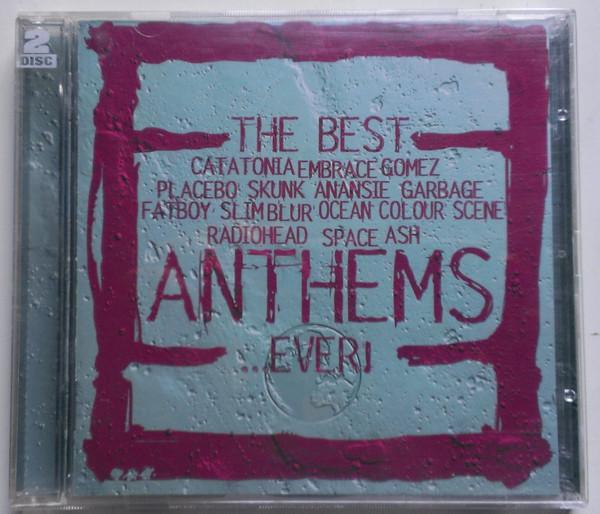 2
DISC
THE BEST
CATATONIA EMBRACE GOMEZ
PLACEBO SKUNK ANANSIE GARBAGE
FATBOY SLIM BLUR OCEAN COLOUR SCENE
RADIOHEAD SPACE ASH
ANTHEMS
...EVER!